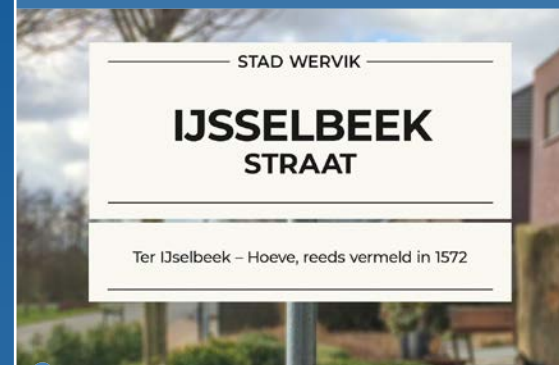 STAD WERVIK
IJSSELBEEK
STRAAT
Ter IJselbeek – Hoeve, reeds vermeld in 1572